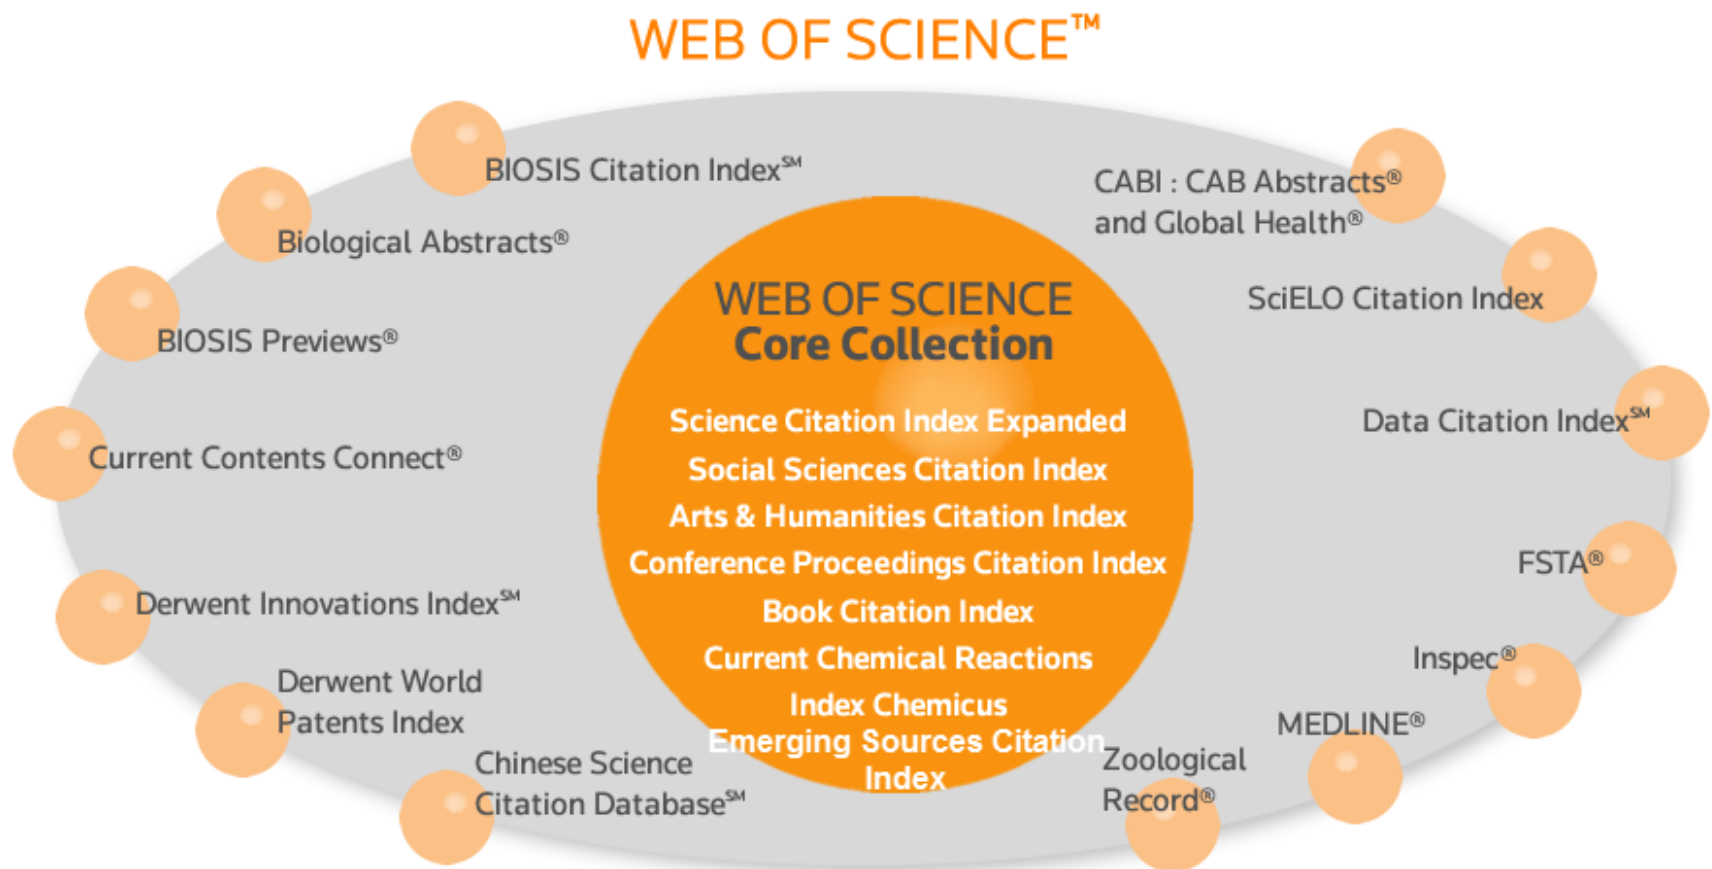 WEB OF SCIENCE™
BIOSIS Citation Index℠
Biological Abstracts®
BIOSIS Previews®
Current Contents Connect®
Derwent Innovations Index℠
Derwent World
Patents Index
Chinese Science
Citation Database℠
WEB OF SCIENCE
Core Collection
Science Citation Index Expanded
Social Sciences Citation Index
Arts & Humanities Citation Index
Conference Proceedings Citation Index
Book Citation Index
Current Chemical Reactions
Index Chemicus
Emerging Sources Citation
Index
CABI : CAB Abstracts®
and Global Health®
SciELO Citation Index
Data Citation Index℠
FSTA®
Inspec®
MEDLINE®
Zoological
Record®